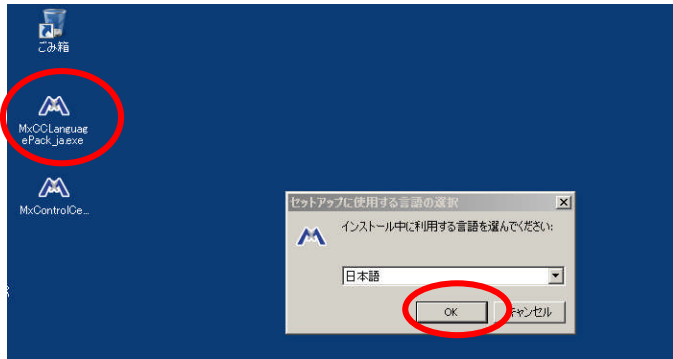 ごみ箱
MxCCLanguag
ePack_ja.exe
MxControlCe...
セットアップに使用する言語の選択
インストール中に利用する言語を選んでください:
日本語
OK
キャンセル